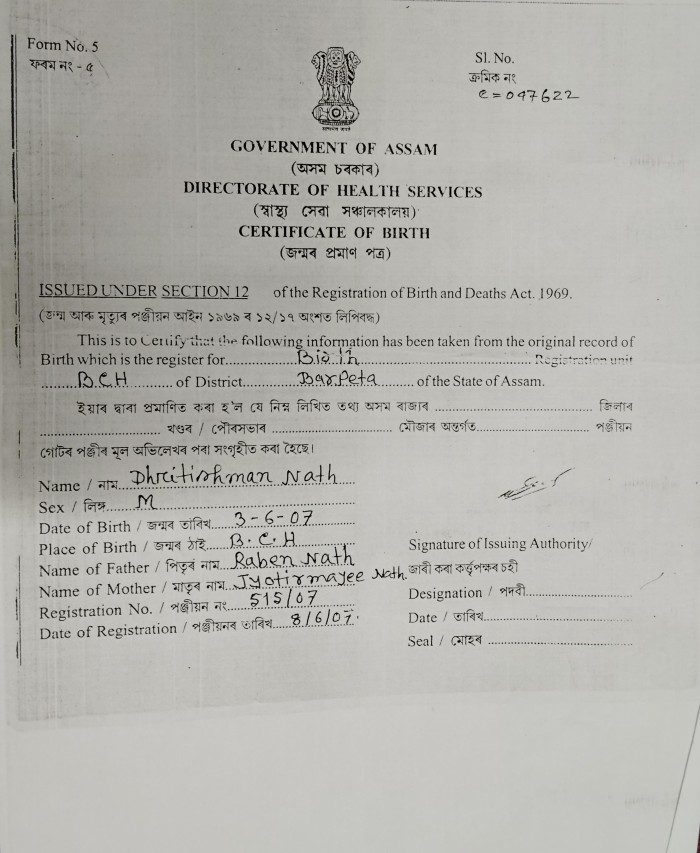 Form No. 5
ফৰম নং - ৫
Sl. No.
ক্ৰমিক নং
e=047622
GOVERNMENT OF ASSAM
(অসম চৰকাৰ)
DIRECTORATE OF HEALTH SERVICES
(স্বাস্থ্য সেৱা সঞ্চালকালয়)
CERTIFICATE OF BIRTH
(জন্মৰ প্ৰমাণ পত্ৰ)
ISSUED UNDER SECTION 12 of the Registration of Birth and Deaths Act. 1969.
(জন্ম আৰু মৃত্যুৰ পঞ্জীয়ন আইন ১৯৬৯ ৰ ১২/১৭ অংশত লিপিবদ্ধ)
This is to Certify that the following information has been taken from the original record of
Birth which is the register for Birth Registration unit
B.C.H of District Barpeta of the State of Assam.
ইয়াৰ দ্বাৰা প্ৰমাণিত কৰা হ'ল যে নিম্ন লিখিত তথ্য অসম ৰাজ্যৰ জিলাৰ
খণ্ডৰ / পৌৰসভাৰ মৌজাৰ অন্তৰ্গত পঞ্জীয়ন
গোটৰ পঞ্জীৰ মূল অভিলেখৰ পৰা সংগৃহীত কৰা হৈছে।
Name / নাম Dhritishman Nath
Sex / লিঙ্গ M
Date of Birth / জন্মৰ তাৰিখ 3-6-07
Place of Birth / জন্মৰ ঠাই B.C.H
Name of Father / পিতৃৰ নাম Raben Nath
Name of Mother / মাতৃৰ নাম Jyotirmayee Nath.
Registration No. / পঞ্জীয়ন নং 515/07
Date of Registration / পঞ্জীয়নৰ তাৰিখ 8/6/07.
Signature of Issuing Authority/
জাৰী কৰা কৰ্ত্তৃপক্ষৰ চহী
Designation / পদবী
Date / তাৰিখ
Seal / মোহৰ